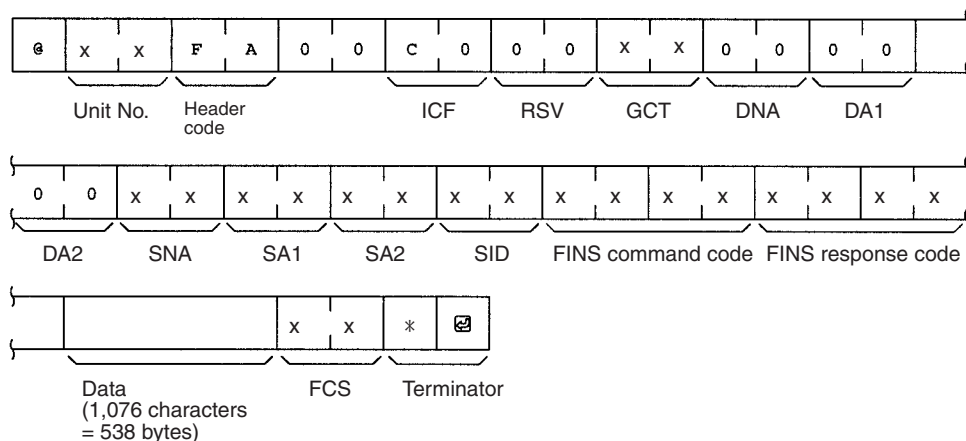 @ x x F A 0 0 C 0 0 0 x x 0 0 0 0
Unit No. Header code ICF RSV GCT DNA DA1
0 0 x x x x x x x x x x x x x x x x
DA2 SNA SA1 SA2 SID FINS command code FINS response code
x x * ↵
Data FCS Terminator
(1,076 characters
= 538 bytes)